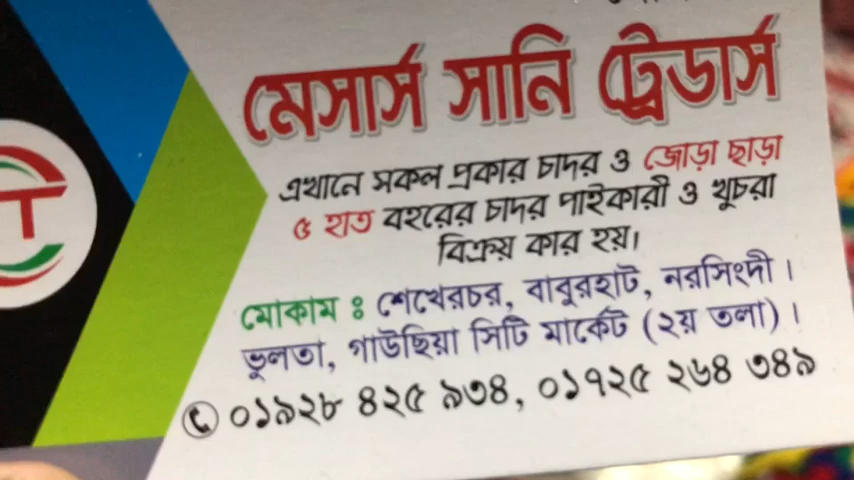 মেসার্স সানি ট্রেডার্স
এখানে সকল প্রকার চাদর ও জোড়া ছাড়া
৫ হাত বহরের চাদর পাইকারী ও খুচরা
বিক্রয় কার হয়।
মোকাম ঃ শেখেরচর, বাবুরহাট, নরসিংদী।
ভুলতা, গাউছিয়া সিটি মার্কেট (২য় তলা)।
০১৯২৮ ৪২৫ ৯৩৪, ০১৭২৫ ২৬৪ ৩৪৯